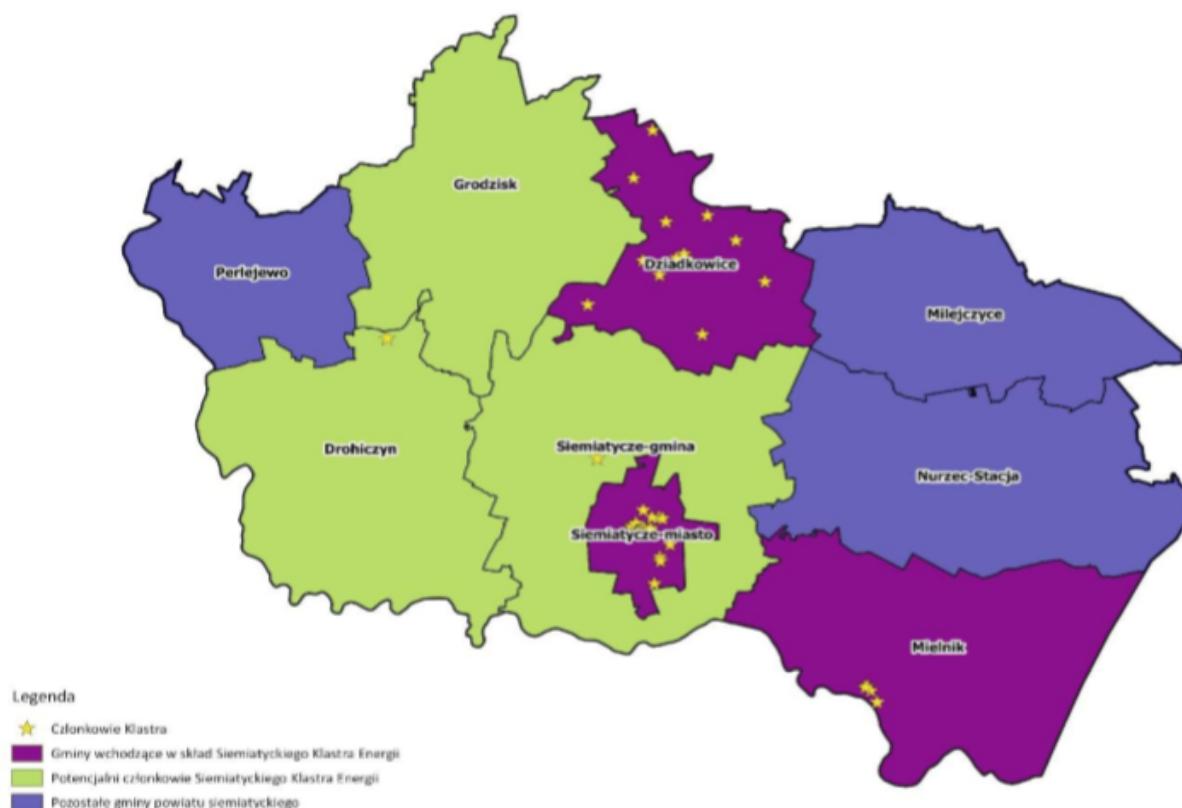 Grodzisk
Perlejewo
Dziadkowice
Milejczyce
Drohiczyn
Siemiatycze-gmina
Nurzec-Stacja
Siemiatycze-miasto
Mielnik
Legenda
Członkowie Klastra
Gminy wchodzące w skład Siemiatyckiego Klastra Energii
Potencjalni członkowie Siemiatyckiego Klastra Energii
Pozostałe gminy powiatu siemiatyckiego